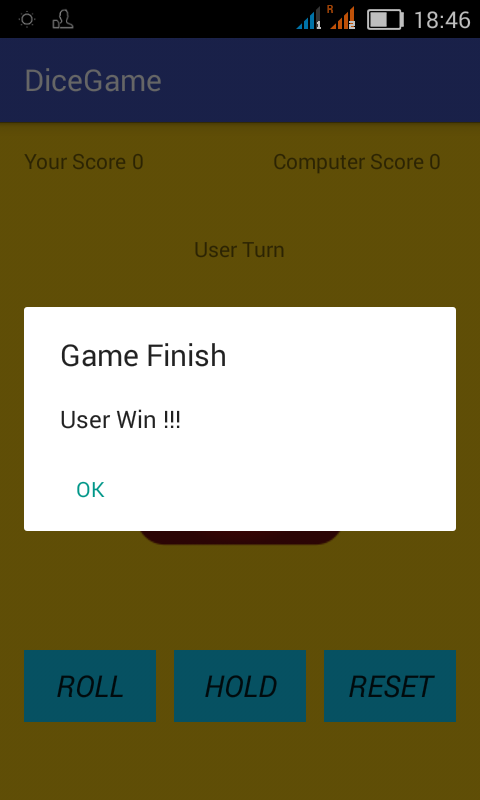 R
1 2 18:46
DiceGame
Your Score 0 Computer Score 0
User Turn
Game Finish
User Win !!!
OK
ROLL HOLD RESET